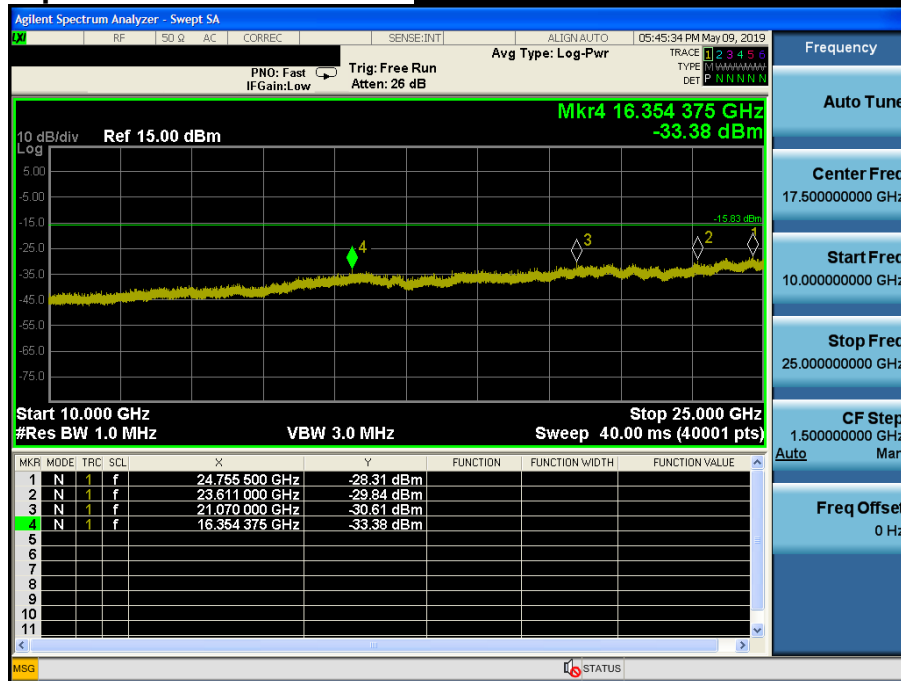 Agilent Spectrum Analyzer - Swept SA
LXI RF 50 Ω AC CORREC SENSE:INT ALIGNAUTO 05:45:34 PM May 09, 2019
Avg Type: Log-Pwr TRACE 1 2 3 4 5 6
PNO: Fast Trig: Free Run TYPE M WWWWW
IFGain:Low Atten: 26 dB DET P N N N N N
Mkr4 16.354 375 GHz
-33.38 dBm
10 dB/div Ref 15.00 dBm
Log
5.00
-5.00
-15.0
-15.83 dBm
-25.0
4 3 2 1
-35.0
-45.0
-55.0
-65.0
-75.0
Start 10.000 GHz Stop 25.000 GHz
#Res BW 1.0 MHz VBW 3.0 MHz Sweep 40.00 ms (40001 pts)
MKR MODE TRC SCL X Y FUNCTION FUNCTION WIDTH FUNCTION VALUE
1 N 1 f 24.755 500 GHz -28.31 dBm
2 N 1 f 23.611 000 GHz -29.84 dBm
3 N 1 f 21.070 000 GHz -30.61 dBm
4 N 1 f 16.354 375 GHz -33.38 dBm
5
6
7
8
9
10
11
MSG STATUS
Frequency
Auto Tune
Center Freq
17.500000000 GHz
Start Freq
10.000000000 GHz
Stop Freq
25.000000000 GHz
CF Step
1.500000000 GHz
Auto Man
Freq Offset
0 Hz